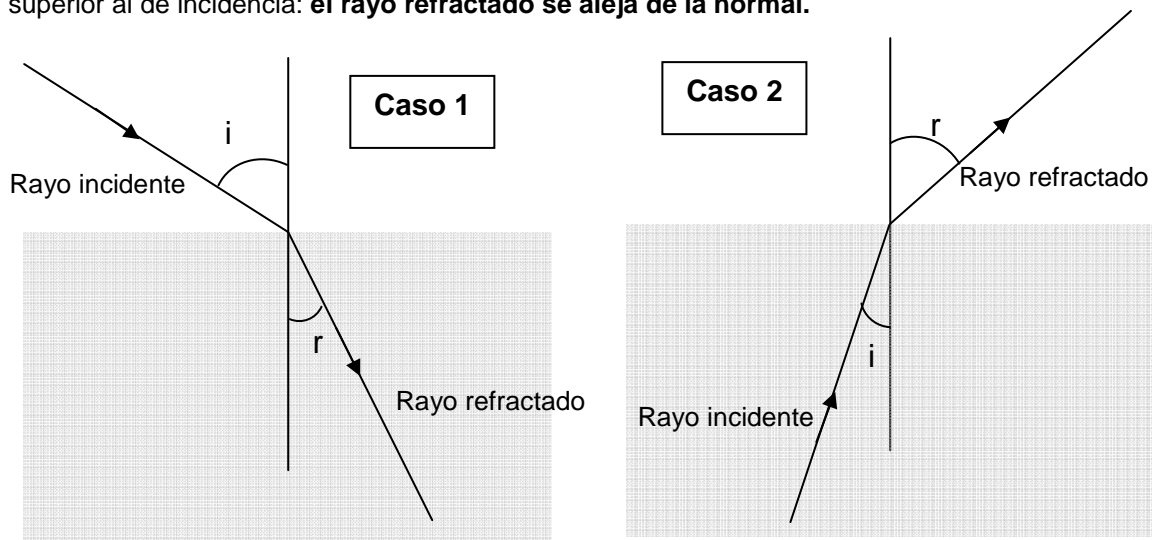 superior al de incidencia: el rayo refractado se aleja de la normal.
Caso 1
i
Rayo incidente
r
Rayo refractado
Caso 2
r
Rayo refractado
i
Rayo incidente